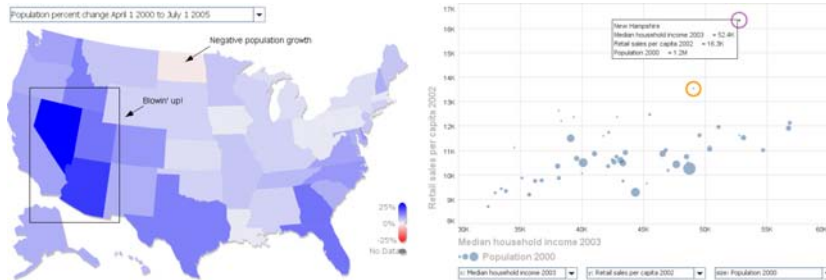 Population percent change April 1 2000 to July 1 2005
Negative population growth
Blowin' up!
25%
0%
-25%
No Data
17K
16K
15K
14K
13K
12K
11K
10K
9K
8K
Retail sales per capita 2002
New Hampshire
Median household income 2003 = 52.4K
Retail sales per capita 2002 = 16.3K
Population 2000 = 1.2M
30K 40K 50K 60K
Median household income 2003
Population 2000
x: Median household income 2003
y: Retail sales per capita 2002
size: Population 2000